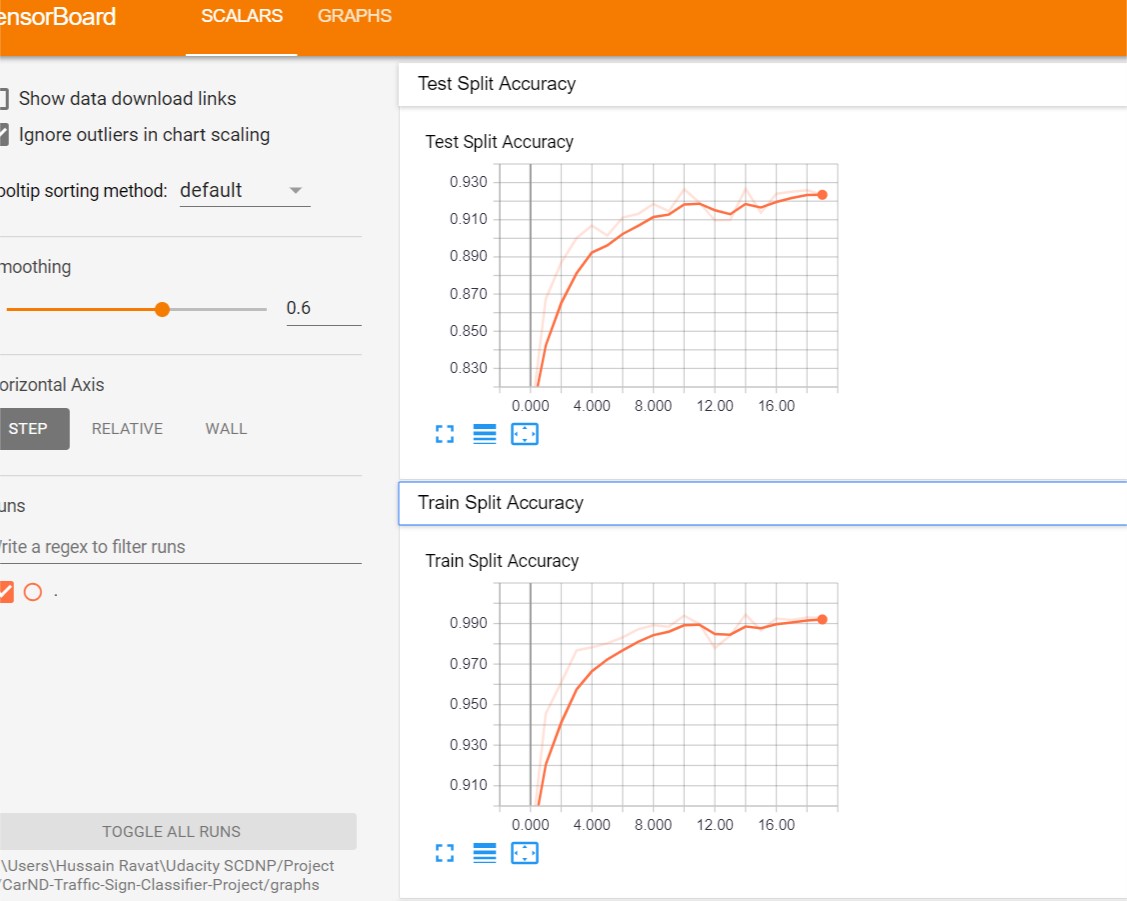 ensorBoard SCALARS GRAPHS
Show data download links
Ignore outliers in chart scaling
ooltip sorting method: default
moothing
0.6
orizontal Axis
STEP RELATIVE WALL
uns
rite a regex to filter runs
.
TOGGLE ALL RUNS
\Users\Hussain Ravat\Udacity SCDNP/Project
/CarND-Traffic-Sign-Classifier-Project/graphs
Test Split Accuracy
Test Split Accuracy
0.930
0.910
0.890
0.870
0.850
0.830
0.000 4.000 8.000 12.00 16.00
Train Split Accuracy
Train Split Accuracy
0.990
0.970
0.950
0.930
0.910
0.000 4.000 8.000 12.00 16.00